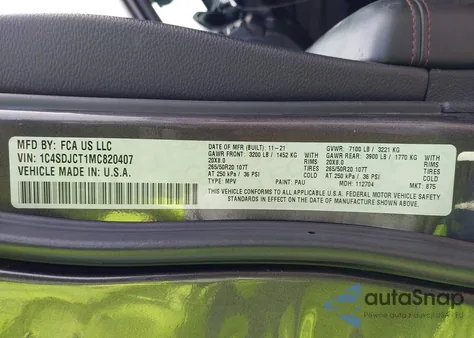 MFD BY: FCA US LLC
VIN: 1C4SDJCT1MC820407
VEHICLE MADE IN: U.S.A.
DATE OF MFR (BUILT): 11-21 GVWR: 7100 LB / 3221 KG
GAWR FRONT: 3200 LB / 1452 KG GAWR REAR: 3900 LB / 1770 KG
20X8.0 RIMS 20X8.0 RIMS
265/50R20 107T TIRES 265/50R20 107T TIRES
AT 250 kPa / 36 PSI COLD AT 250 kPa / 36 PSI COLD
TYPE: MPV PAINT: PAU MDH: 112704 MKT: 875
THIS VEHICLE CONFORMS TO ALL APPLICABLE U.S.A. FEDERAL MOTOR VEHICLE SAFETY
STANDARDS IN EFFECT ON THE DATE OF MANUFACTURE SHOWN ABOVE.
autoSnap